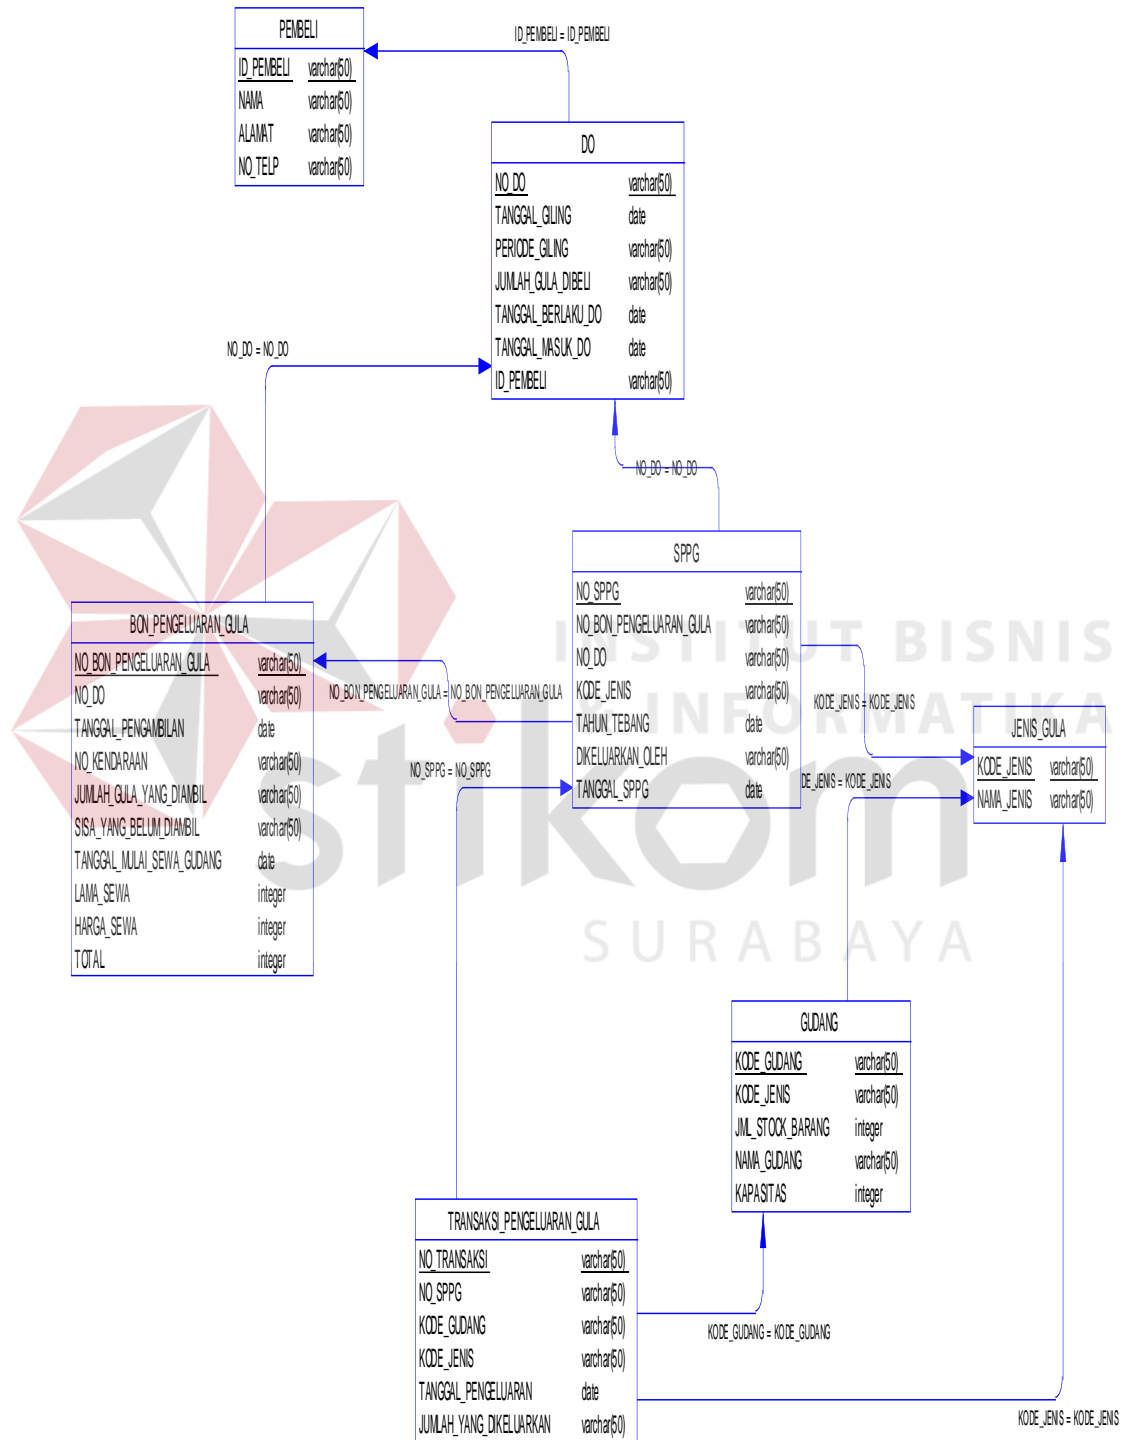 PEMBELI
ID_PEMBELI varchar(50)
NAMA varchar(50)
ALAMAT varchar(50)
NO_TELP varchar(50)
ID_PEMBELI = ID_PEMBELI
DO
NO_DO varchar(50)
TANGGAL_GILING date
PERIODE_GILING varchar(50)
JUMLAH_GULA_DIBELI varchar(50)
TANGGAL_BERLAKU_DO date
TANGGAL_MASUK_DO date
ID_PEMBELI varchar(50)
NO_DO = NO_DO
NO_DO = NO_DO
SPPG
NO_SPPG varchar(50)
NO_BON_PENGELUARAN_GULA varchar(50)
NO_DO varchar(50)
KODE_JENIS varchar(50)
TAHUN_TEBANG date
DIKELUARKAN_OLEH varchar(50)
TANGGAL_SPPG date
BON_PENGELUARAN_GULA
NO_BON_PENGELUARAN_GULA varchar(50)
NO_DO varchar(50)
TANGGAL_PENGAMBILAN date
NO_KENDARAAN varchar(50)
JUMLAH_GULA_YANG_DIAMBIL varchar(50)
SISA_YANG_BELUM_DIAMBIL varchar(50)
TANGGAL_MULAI_SEWA_GUDANG date
LAMA_SEWA integer
HARGA_SEWA integer
TOTAL integer
NO_BON_PENGELUARAN_GULA = NO_BON_PENGELUARAN_GULA
NO_SPPG = NO_SPPG
KODE_JENIS = KODE_JENIS
DE_JENIS = KODE_JENIS
JENIS_GULA
KODE_JENIS varchar(50)
NAMA_JENIS varchar(50)
INSTITUT BISNIS
& INFORMATIKA
stikom
SURABAYA
GUDANG
KODE_GUDANG varchar(50)
KODE_JENIS varchar(50)
JML_STOCK_BARANG integer
NAMA_GUDANG varchar(50)
KAPASITAS integer
TRANSAKSI_PENGELUARAN_GULA
NO_TRANSAKSI varchar(50)
NO_SPPG varchar(50)
KODE_GUDANG varchar(50)
KODE_JENIS varchar(50)
TANGGAL_PENGELUARAN date
JUMLAH_YANG_DIKELUARKAN varchar(50)
KODE_GUDANG = KODE_GUDANG
KODE_JENIS = KODE_JENIS